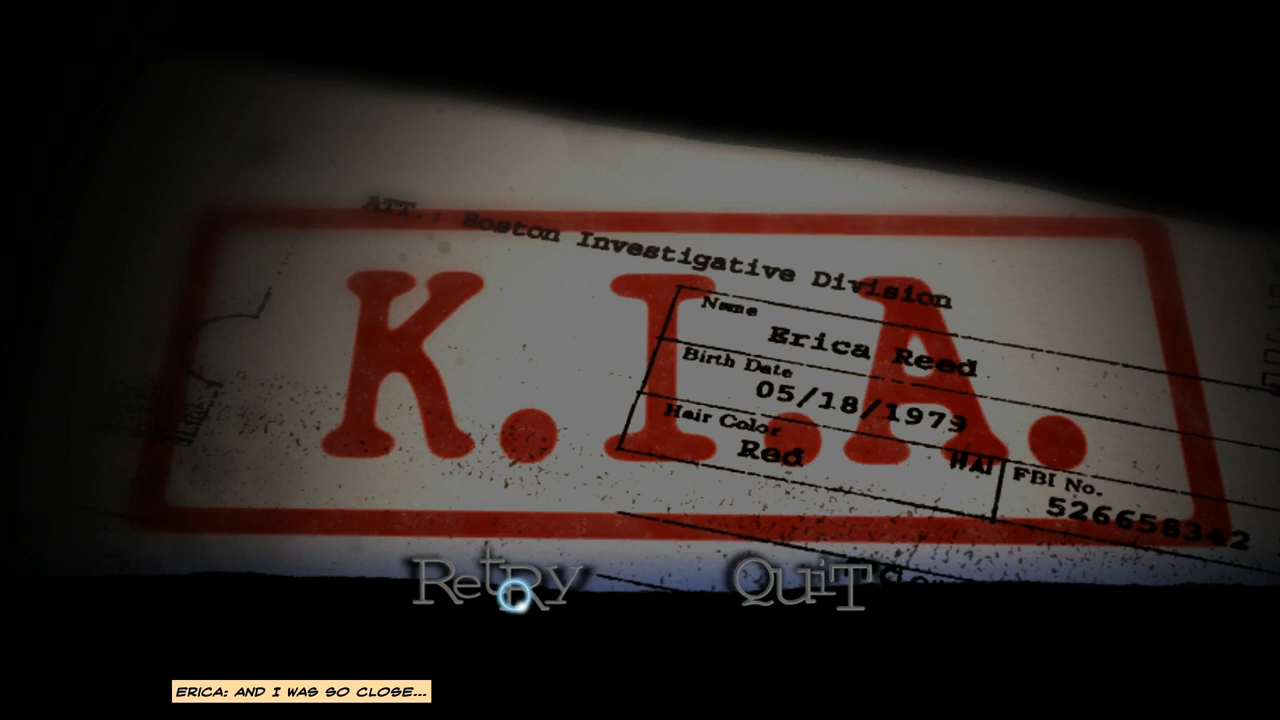 ATT.: Boston Investigative Division
K.I.A.
Name
Erica Reed
Birth Date
05/18/1979
Hair Color
Red
HAI
FBI No.
526658342
Retry
QuiT
ERICA: AND I WAS SO CLOSE...